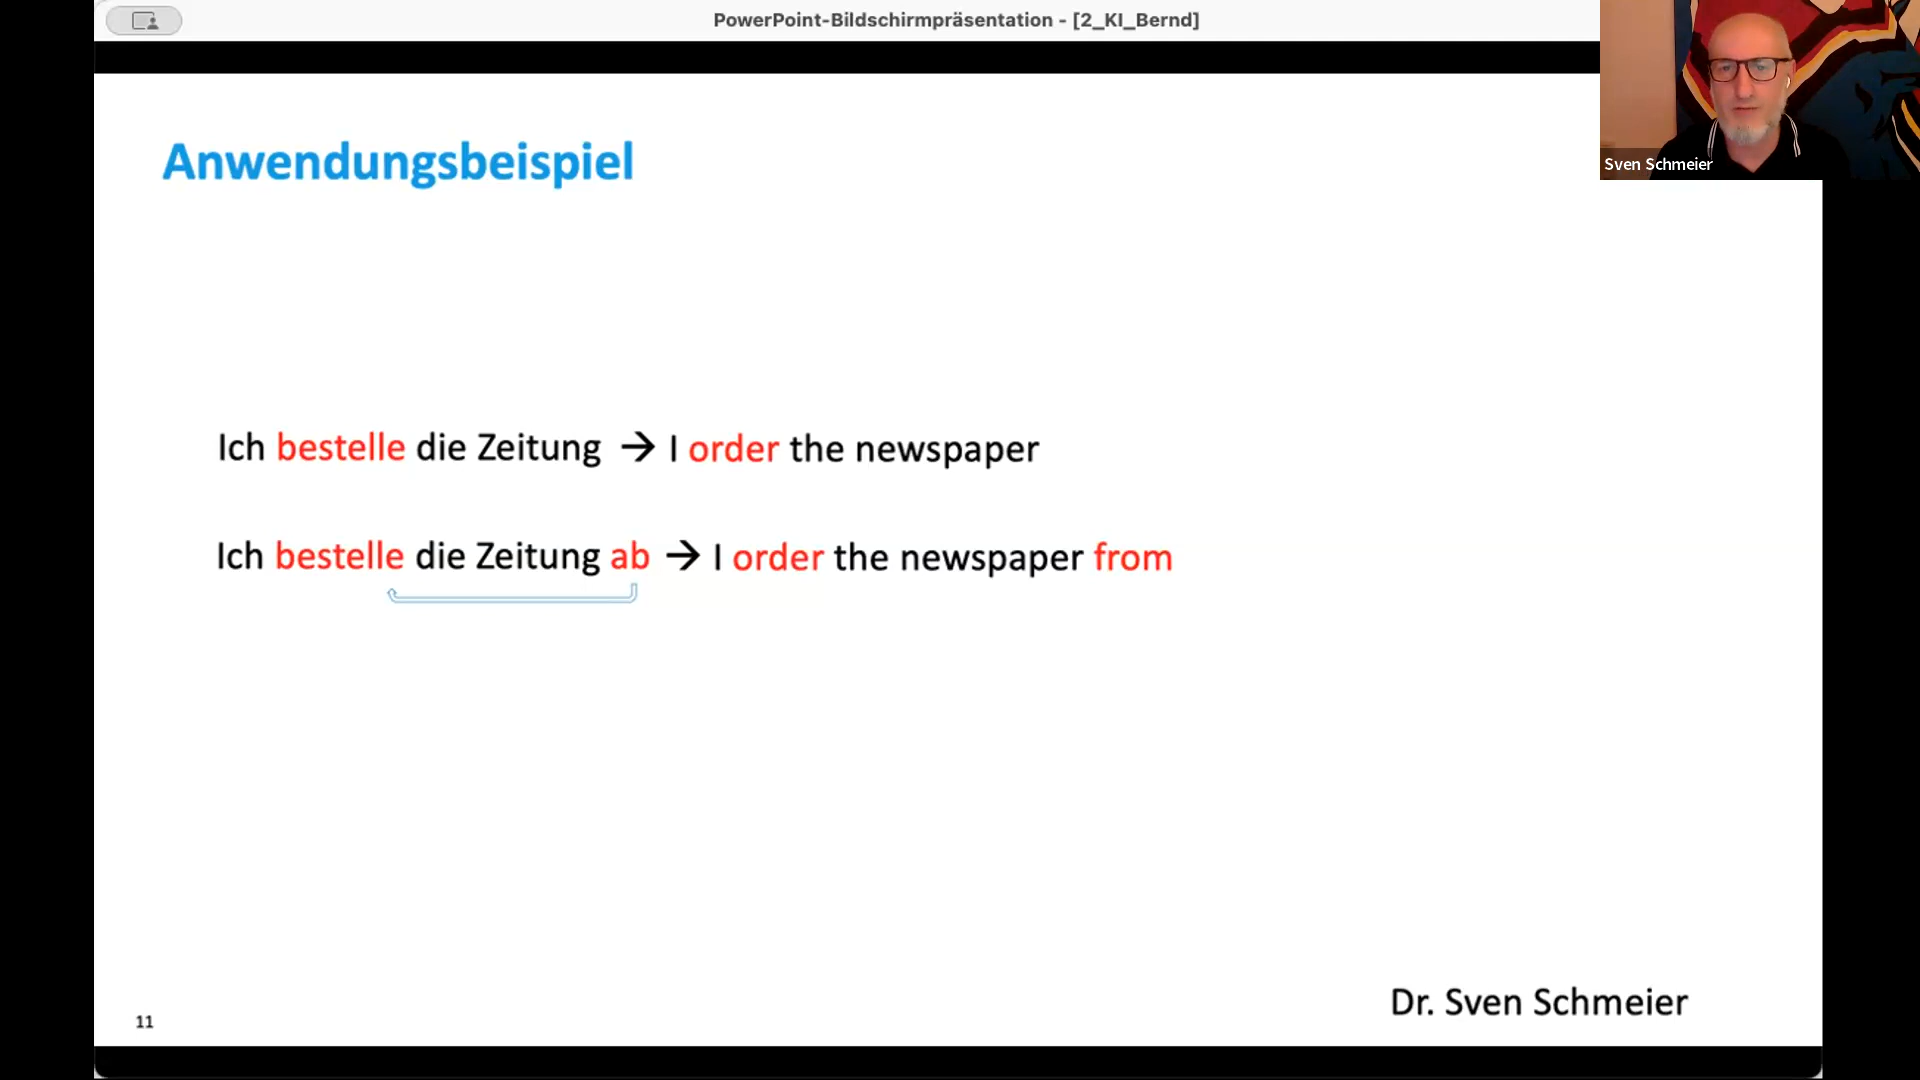 PowerPoint-Bildschirmpräsentation - [2_KI_Bernd]
Sven Schmeier
Anwendungsbeispiel
Ich bestelle die Zeitung → I order the newspaper
Ich bestelle die Zeitung ab → I order the newspaper from
Dr. Sven Schmeier
11